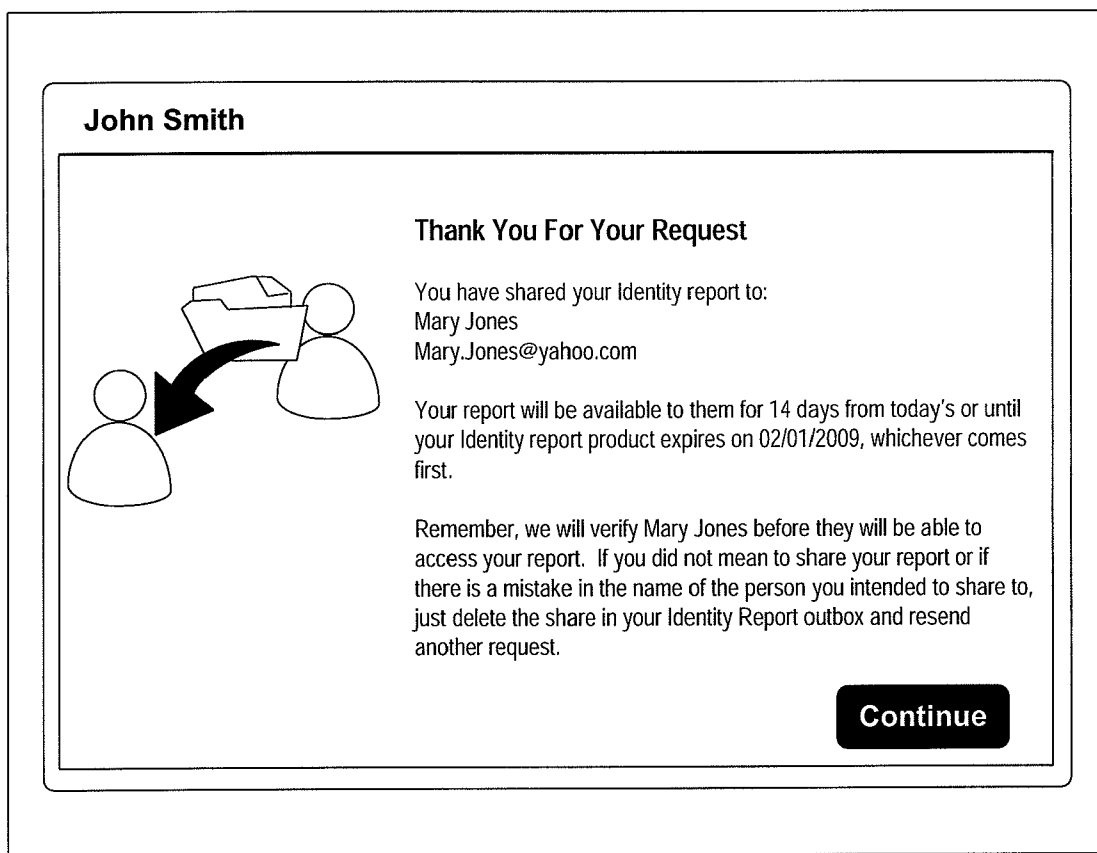 John Smith
Thank You For Your Request
You have shared your Identity report to:
Mary Jones
Mary.Jones@yahoo.com
Your report will be available to them for 14 days from today's or until
your Identity report product expires on 02/01/2009, whichever comes
first.
Remember, we will verify Mary Jones before they will be able to
access your report.  If you did not mean to share your report or if
there is a mistake in the name of the person you intended to share to,
just delete the share in your Identity Report outbox and resend
another request.
Continue